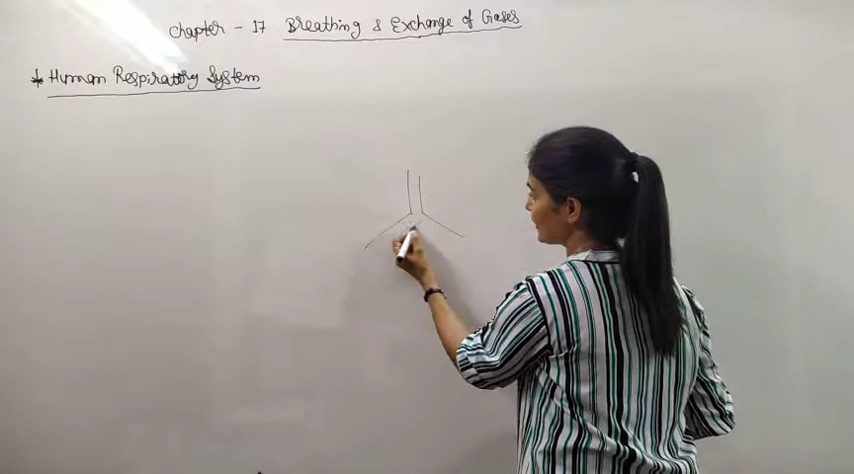 Chapter - 17 Breathing & Exchange of Gases
* Human Respiratory System